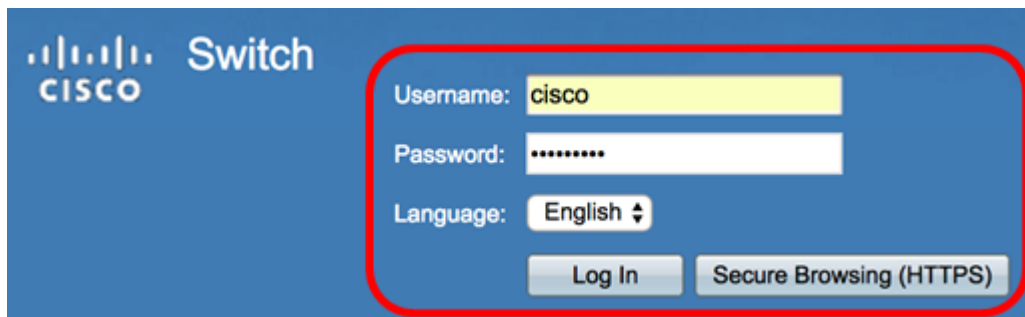 CISCO
Switch
Username: cisco
Password: •••••••••
Language: English
Log In Secure Browsing (HTTPS)